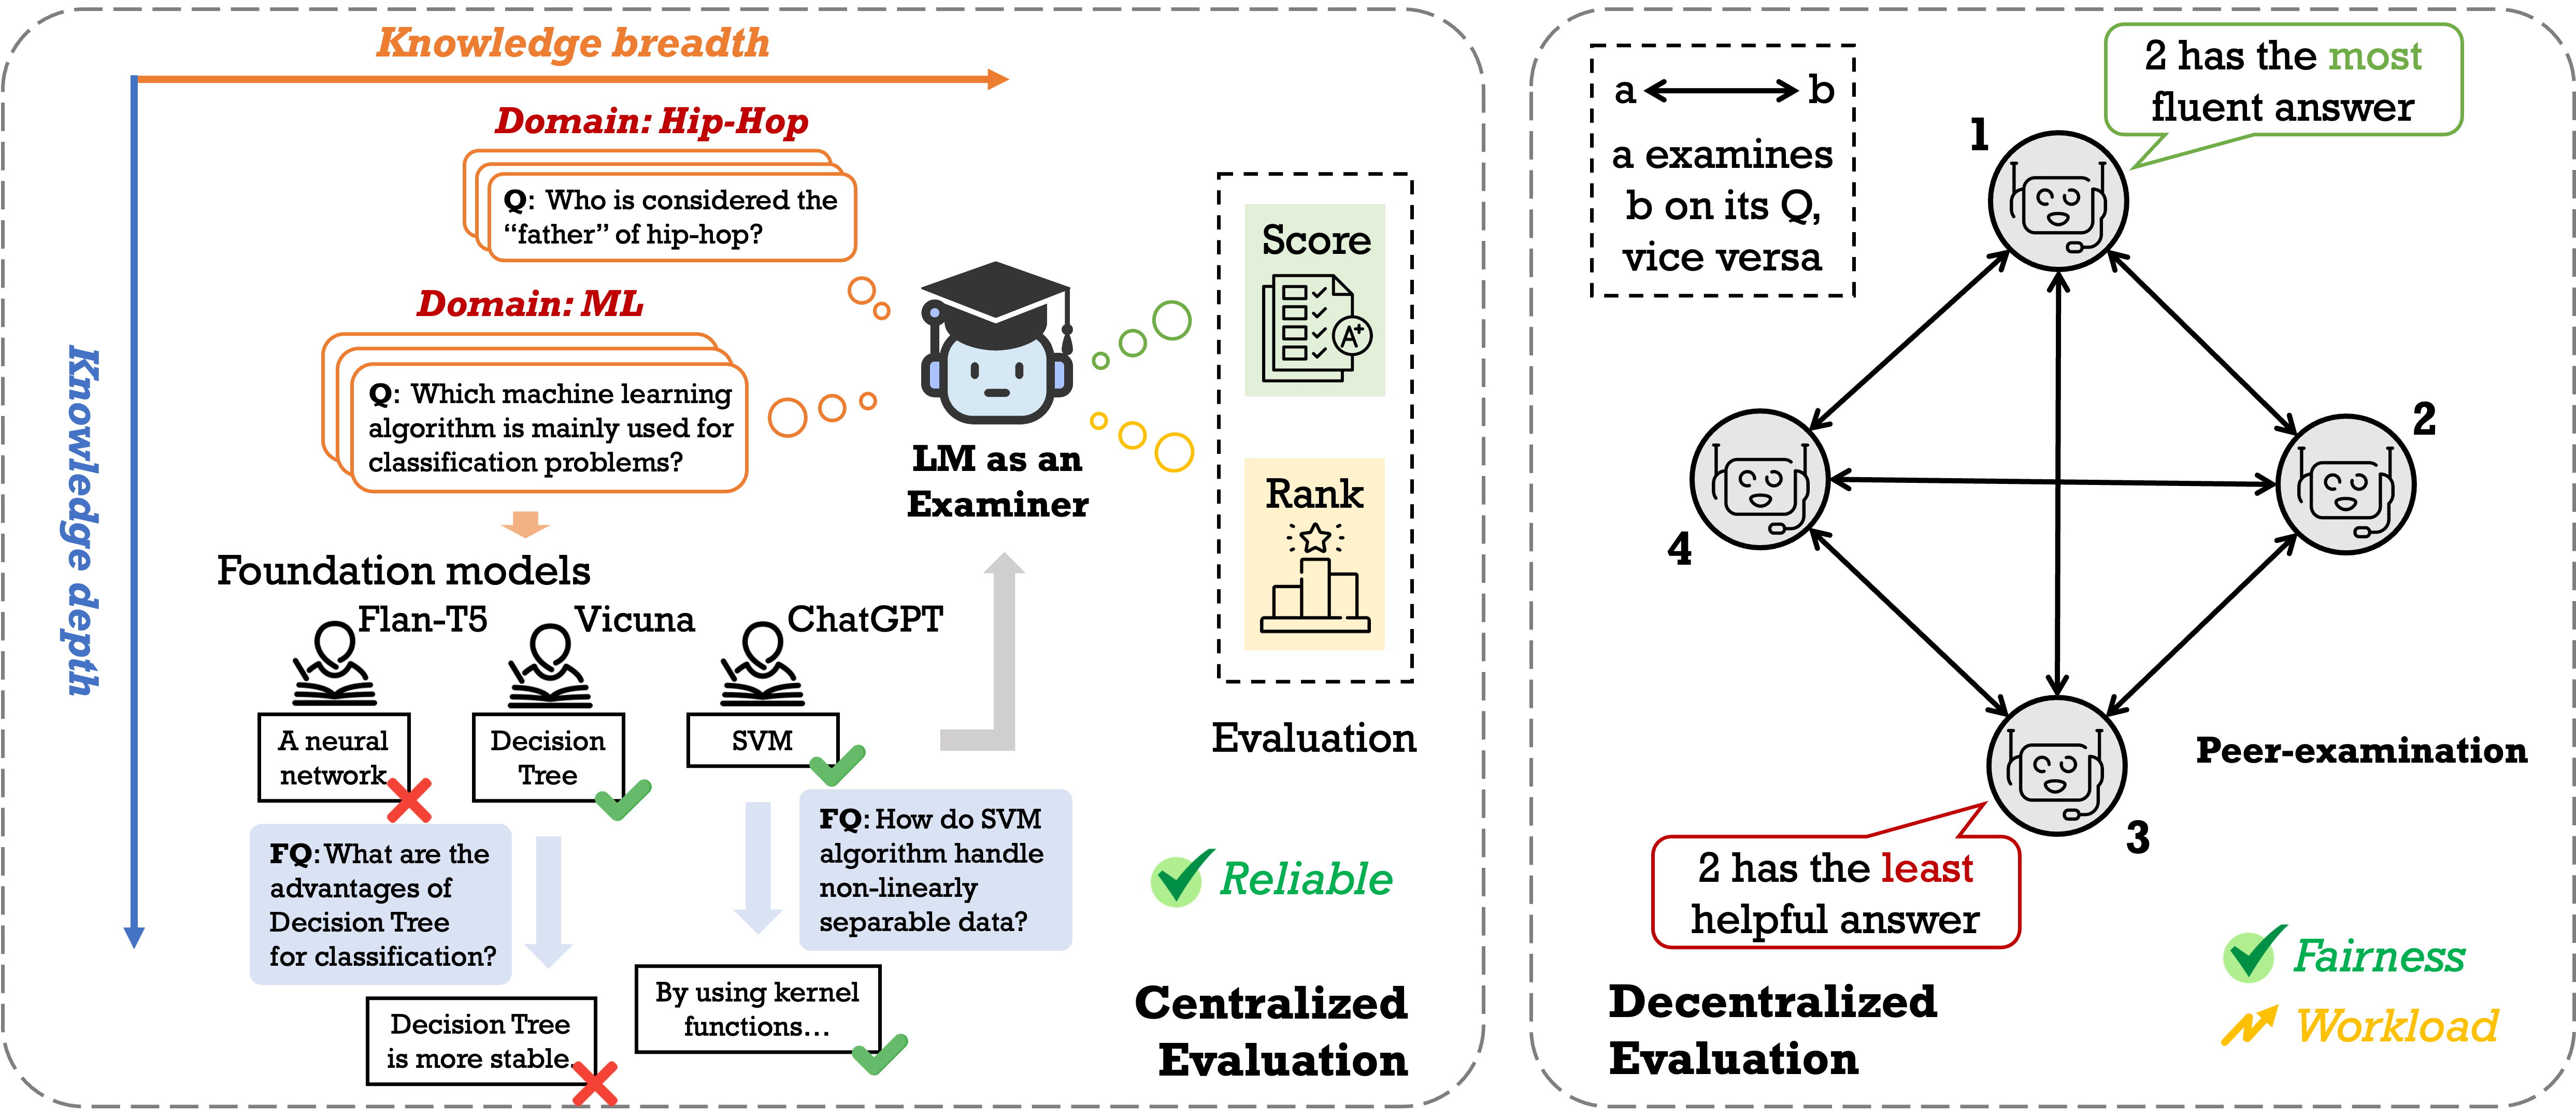 Knowledge breadth
Knowledge depth
Domain: Hip-Hop
Q: Who is considered the
“father” of hip-hop?
Domain: ML
Q: Which machine learning
algorithm is mainly used for
classification problems?
LM as an
Examiner
Score
A+
Rank
Evaluation
Foundation models
Flan-T5
Vicuna
ChatGPT
A neural
network
Decision
Tree
SVM
FQ: What are the
advantages of
Decision Tree
for classification?
FQ: How do SVM
algorithm handle
non-linearly
separable data?
Decision Tree
is more stable.
By using kernel
functions...
Reliable
Centralized
Evaluation
a b
a examines
b on its Q,
vice versa
2 has the most
fluent answer
1
2
4
3
Peer-examination
2 has the least
helpful answer
Decentralized
Evaluation
Fairness
Workload